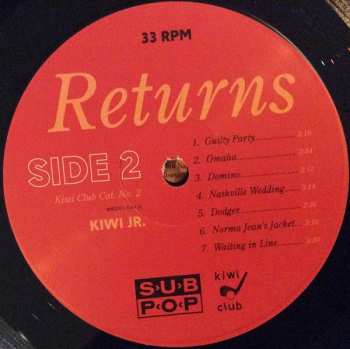 33 RPM
Returns
SIDE 2
Kiwi Club Cat. No. 2
KIWI JR.
1. Guilty Party
2. Omaha
3. Domino
4. Nashville Wedding
5. Dodger
6. Norma Jean's Jacket
7. Waiting in Line
SUB
POP
kiwi
club